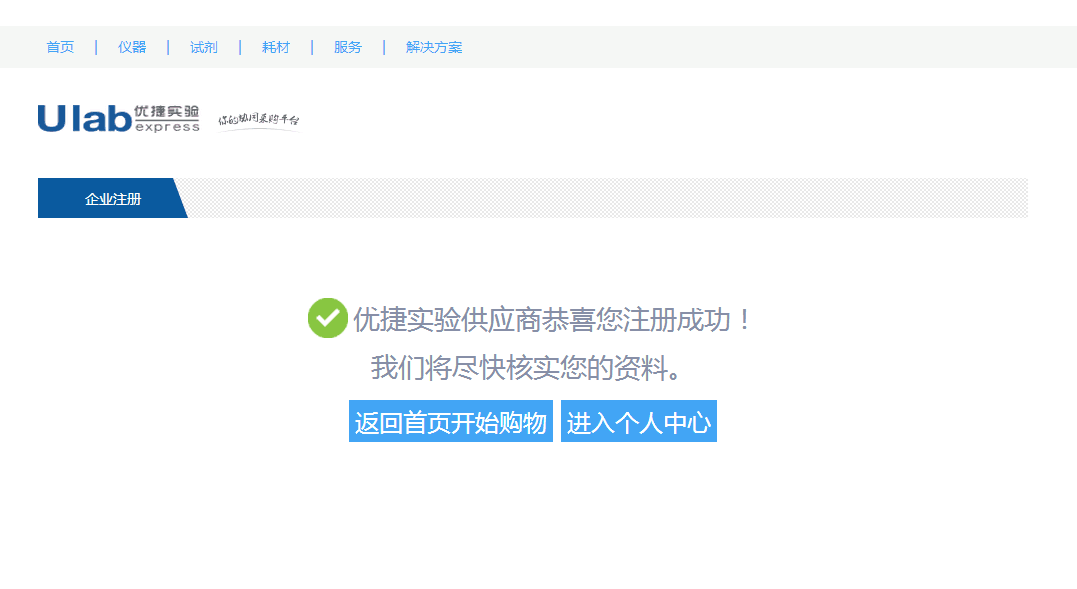 首页 | 仪器 | 试剂 | 耗材 | 服务 | 解决方案
Ulab 优捷实验 express 你的协同采购平台
企业注册
优捷实验供应商恭喜您注册成功！
我们将尽快核实您的资料。
返回首页开始购物 进入个人中心